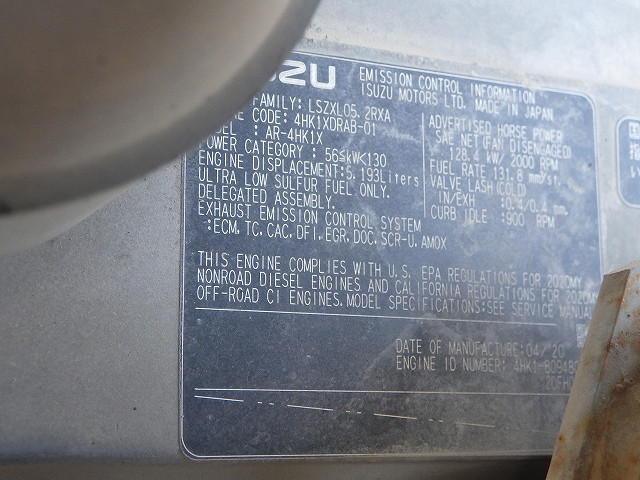 SUZU
EMISSION CONTROL INFORMATION
ISUZU MOTORS LTD. MADE IN JAPAN
FAMILY: LSZXL05.2RXA
CODE: 4HK1XDRAB-01
: AR-4HK1X
POWER CATEGORY : 56≤kW<130
ENGINE DISPLACEMENT:5.193Liters
ULTRA LOW SULFUR FUEL ONLY.
DELEGATED ASSEMBLY.
EXHAUST EMISSION CONTROL SYSTEM
:ECM, TC, CAC, DFI, EGR, DOC, SCR-U, AMOX
ADVERTISED HORSE POWER
SAE NET(FAN DISENGAGED)
128.4 kW/ 2000 RPM
FUEL RATE 131.8 mm³/st.
VALVE LASH(COLD)
IN/EXH :0.4/0.4 mm.
CURB IDLE :900 RPM
THIS ENGINE COMPLIES WITH U.S. EPA REGULATIONS FOR 2020MY
NONROAD DIESEL ENGINES AND CALIFORNIA REGULATIONS FOR 2020MY
OFF-ROAD CI ENGINES.MODEL SPECIFICATIONS:SEE SERVICE MANUAL
DATE OF MANUFACTURE:04/'20
ENGINE ID NUMBER: